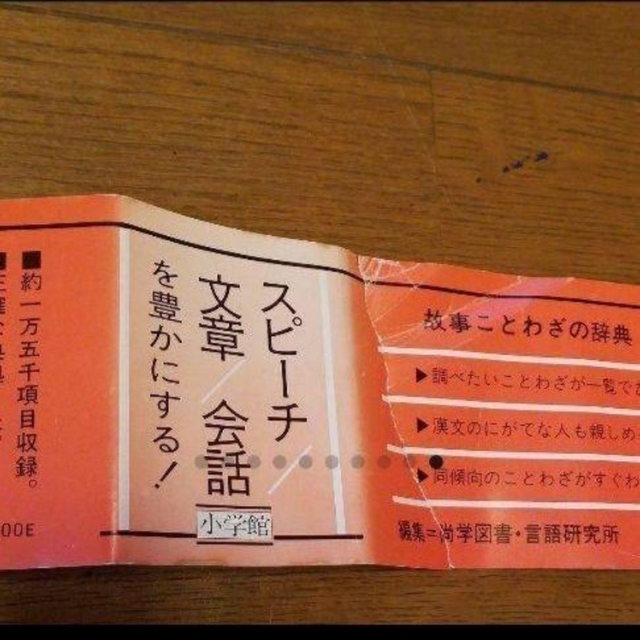 スピーチ
文章／会話
を豊かにする！
小学館
故事ことわざの辞典
▶調べたいことわざが一覧で
▶漢文のにがてな人も親しめ
▶同傾向のことわざがすぐわ
編集＝尚学図書・言語研究所
■約一万五千項目収録。
00E